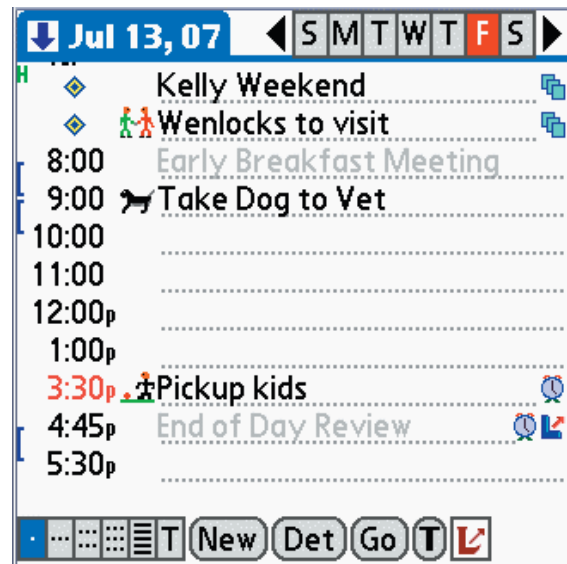 Jul 13, 07 S M T W T F S
H
Kelly Weekend
Wenlocks to visit
8:00 Early Breakfast Meeting
9:00 Take Dog to Vet
10:00
11:00
12:00p
1:00p
3:30p Pickup kids
4:45p End of Day Review
5:30p
T New Det Go T